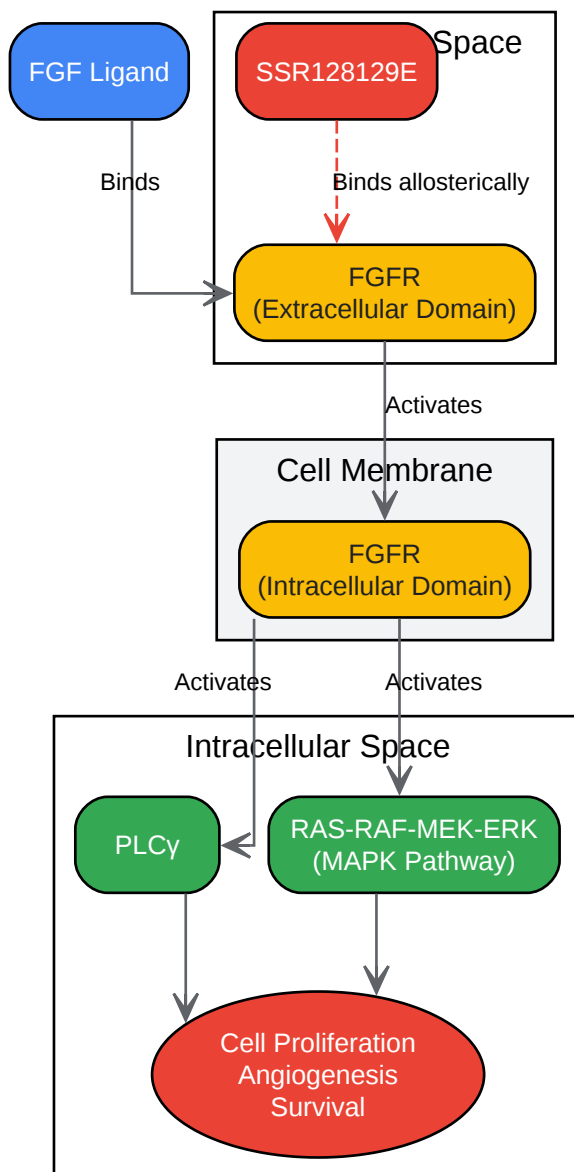 FGF Ligand
SSR128129E
Space
Binds
Binds allosterically
FGFR
(Extracellular Domain)
Activates
Cell Membrane
FGFR
(Intracellular Domain)
Activates
Activates
Intracellular Space
PLCγ
RAS-RAF-MEK-ERK
(MAPK Pathway)
Cell Proliferation
Angiogenesis
Survival